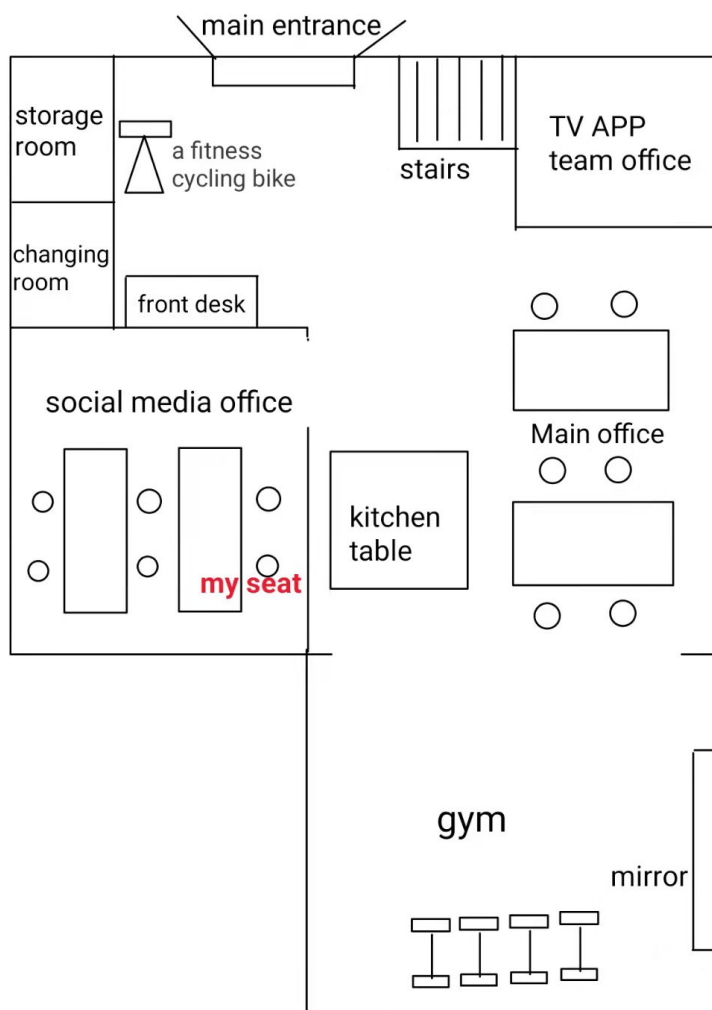 main entrance
storage
room
a fitness
cycling bike
stairs
TV APP
team office
changing
room
front desk
social media office
Main office
kitchen
table
my seat
gym
mirror